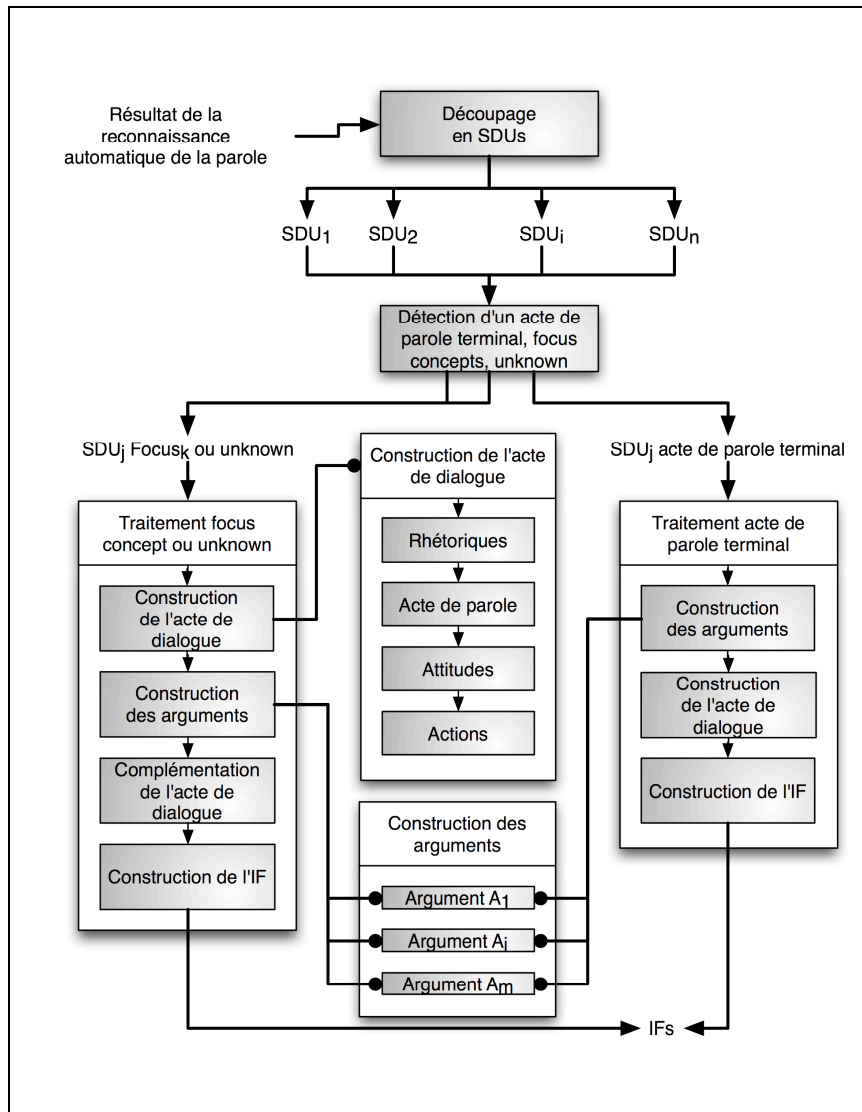 Résultat de la
reconnaissance
automatique de la parole
Découpage
en SDUs
SDU1
SDU2
SDUi
SDUn
Détection d'un acte de
parole terminal, focus
concepts, unknown
SDUj Focusk ou unknown
SDUj acte de parole terminal
Traitement focus
concept ou unknown
Construction
de l'acte de
dialogue
Construction
des arguments
Complémentation
de l'acte de
dialogue
Construction de l'IF
Construction de l'acte
de dialogue
Rhétoriques
Acte de parole
Attitudes
Actions
Construction des
arguments
Argument A1
Argument Ai
Argument Am
Traitement acte de
parole terminal
Construction
des arguments
Construction
de l'acte de
dialogue
Construction de l'IF
IFs